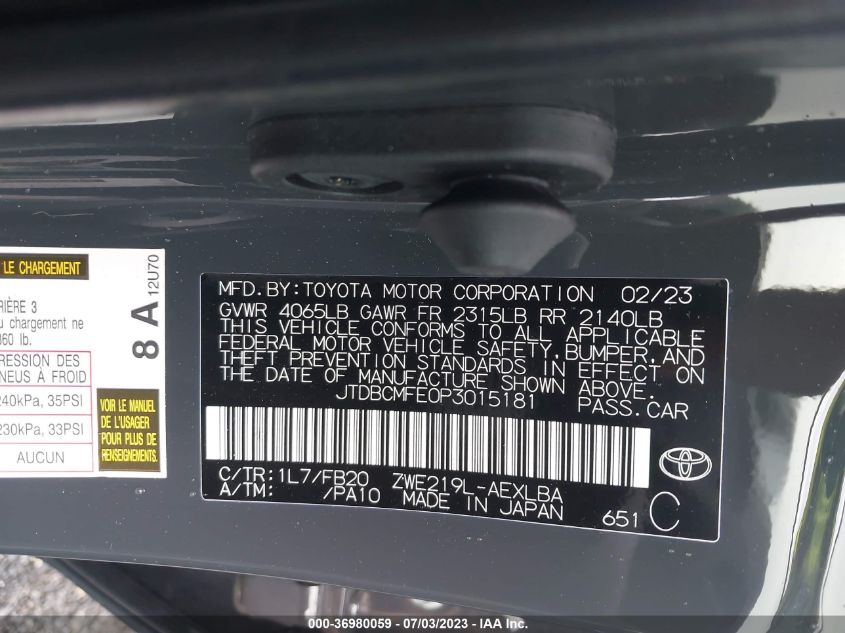 LE CHARGEMENT
RIÈRE 3
u chargement ne
360 lb.
RESSION DES
NEUS À FROID
240kPa, 35PSI
230kPa, 33PSI
AUCUN
VOIR LE MANUEL
DE L'USAGER
POUR PLUS DE
RENSEIGNEMENTS.
8 A
12U70
MFD.BY:TOYOTA MOTOR CORPORATION 02/23
GVWR 4065LB GAWR FR 2315LB RR 2140LB
THIS VEHICLE CONFORMS TO ALL APPLICABLE
FEDERAL MOTOR VEHICLE SAFETY,BUMPER,AND
THEFT PREVENTION STANDARDS IN EFFECT ON
THE DATE OF MANUFACTURE SHOWN ABOVE.
JTDBCMFE0P3015181 PASS.CAR
C/TR:1L7/FB20 ZWE219L-AEXLBA
A/TM: /PA10 MADE IN JAPAN
651 C
000-36980059 - 07/03/2023 - IAA Inc.